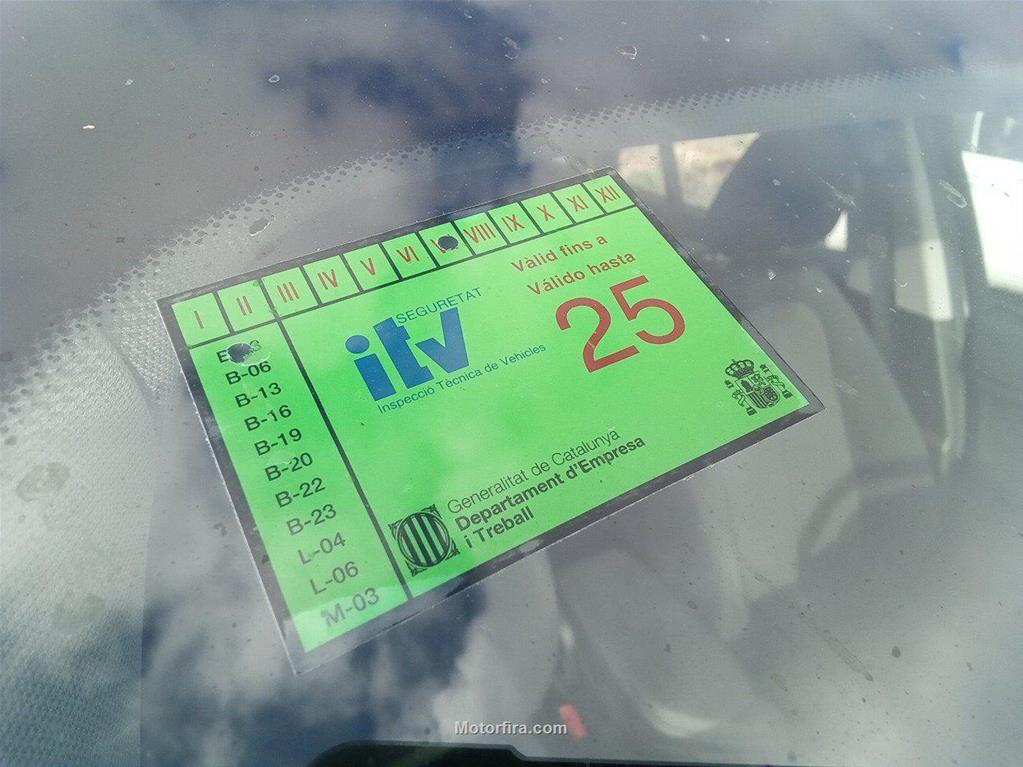 I II III IV V VI VIII IX X XI XII
Vàlid fins a
Válido hasta
25
SEGURETAT
itv
Inspecció Tècnica de Vehicles
B-06
B-13
B-16
B-19
B-20
B-22
B-23
L-04
L-06
M-03
Generalitat de Catalunya
Departament d'Empresa
i Treball
Motorfira.com